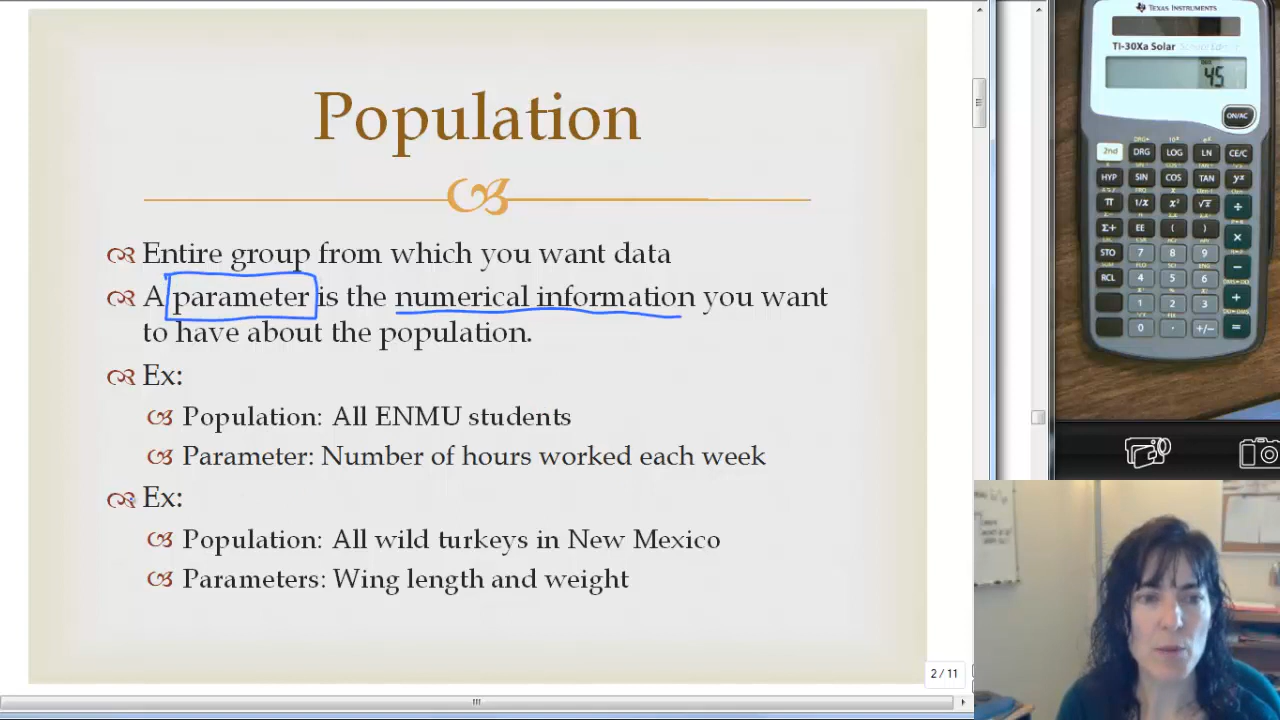 Population
Entire group from which you want data
A parameter is the numerical information you want
to have about the population.
Ex:
Population: All ENMU students
Parameter: Number of hours worked each week
Ex:
Population: All wild turkeys in New Mexico
Parameters: Wing length and weight
2 / 11
TEXAS INSTRUMENTS
TI-30Xa Solar
45
ON/AC
2nd DRG LOG LN CE/C
HYP SIN COS TAN yˣ
π 1/x x² √x ÷
Σ+ EE ( ) ×
STO 7 8 9 −
RCL 4 5 6 +
1 2 3
0 . +/− =